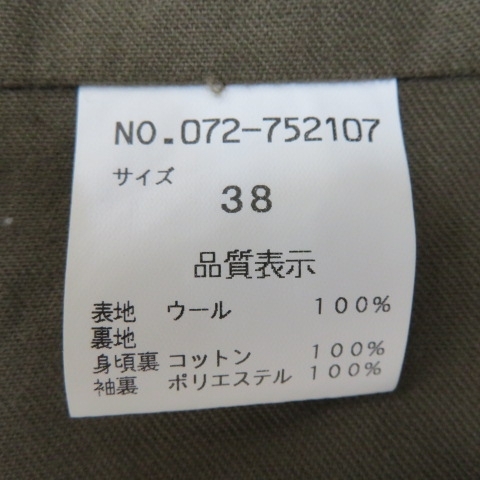 NO.072-752107
サイズ
38
品質表示
表地 ウール 100%
裏地
身頃裏 コットン 100%
袖裏 ポリエステル 100%